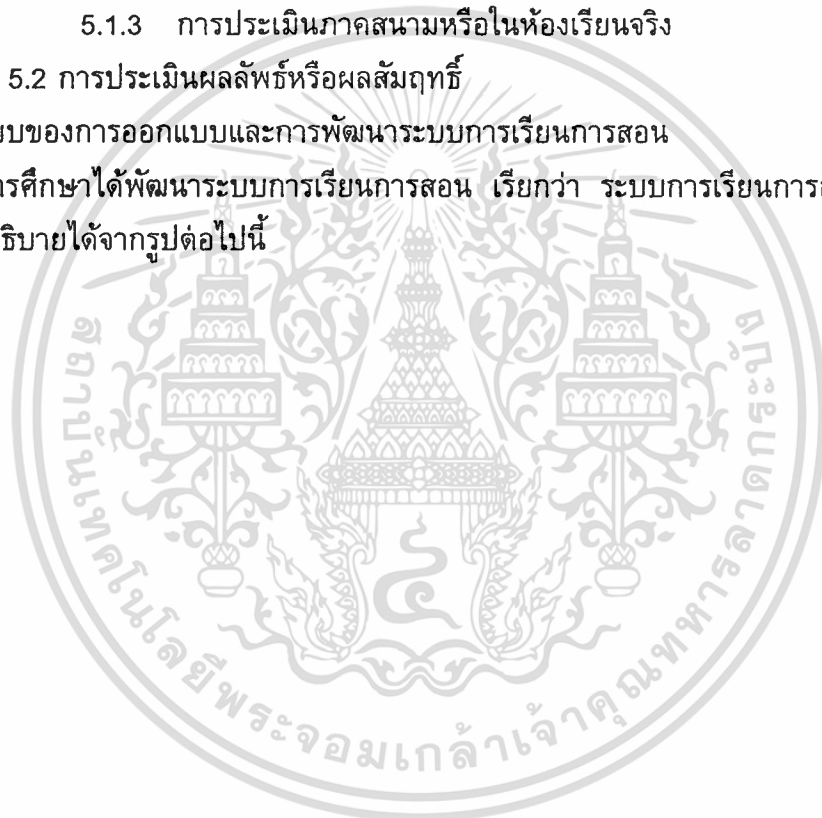 5.1.3 การประเมินภาคสนามหรือในห้องเรียนจริง
5.2 การประเมินผลลัพธ์หรือผลสัมฤทธิ์
ยบของการออกแบบและการพัฒนาระบบการเรียนการสอน
ารศึกษาได้พัฒนาระบบการเรียนการสอน เรียกว่า ระบบการเรียนการส
ธิบายได้จากรูปต่อไปนี้
สถาบันเทคโนโลยีพระจอมเกล้าเจ้าคุณทหารลาดกระบัง